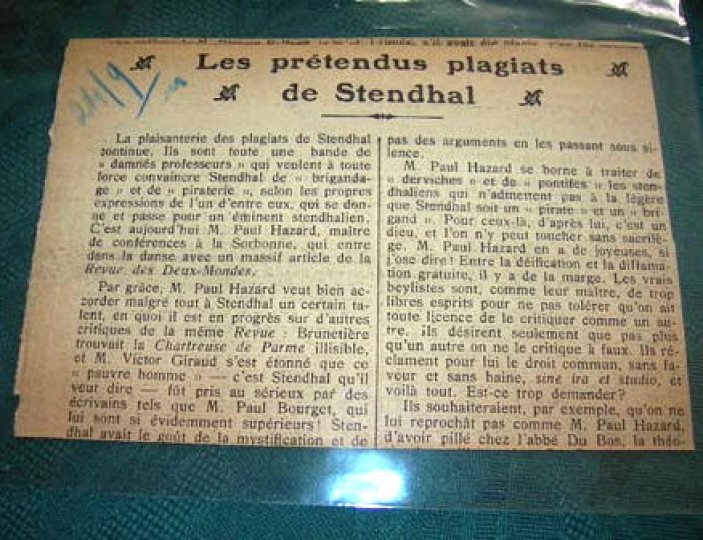 Les prétendus plagiats
de Stendhal
La plaisanterie des plagiats de Stendhal
continue. Ils sont toute une bande de
« damnés professeurs » qui veulent à toute
force convaincre Stendhal de « briganda-
ge » et de « piraterie », selon les propres
expressions de l'un d'entre eux, qui se don-
ne et passe pour un éminent stendhalien.
C'est aujourd'hui M. Paul Hazard, maître
de conférences à la Sorbonne, qui entre
dans la danse avec un massif article de la
Revue des Deux-Mondes.
Par grâce, M. Paul Hazard veut bien ac-
corder malgré tout à Stendhal un certain ta-
lent, en quoi il est en progrès sur d'autres
critiques de la même Revue : Brunetière
trouvait la Chartreuse de Parme illisible,
et M. Victor Giraud s'est étonné que ce
« pauvre homme » — c'est Stendhal qu'il
veut dire — fût pris au sérieux par des
écrivains tels que M. Paul Bourget, qui
lui sont si évidemment supérieurs ! Sten-
dhal avait le goût de la mystification et de
pas des arguments en les passant sous si-
lence.
M. Paul Hazard se borne à traiter de
« derviches » et de « pontifes » les sten-
dhaliens qui n'admettent pas à la légère
que Stendhal soit un « pirate » et un « bri-
gand ». Pour ceux-là, d'après lui, c'est un
dieu, et l'on n'y peut toucher sans sacrilè-
ge. M. Paul Hazard en a de joyeuses, si
j'ose dire ! Entre la déification et la diffama-
tion gratuite, il y a de la marge. Les vrais
beylistes sont, comme leur maître, de trop
libres esprits pour ne pas tolérer qu'on ait
toute licence de le critiquer comme un au-
tre. Ils désirent seulement que pas plus
qu'un autre on ne le critique à faux. Ils ré-
clament pour lui le droit commun, sans fa-
veur et sans haine, sine ira et studio, et
voilà tout. Est-ce trop demander ?
Ils souhaiteraient, par exemple, qu'on ne
lui reprochât pas comme M. Paul Hazard,
d'avoir pillé chez l'abbé Du Bos, la théo-